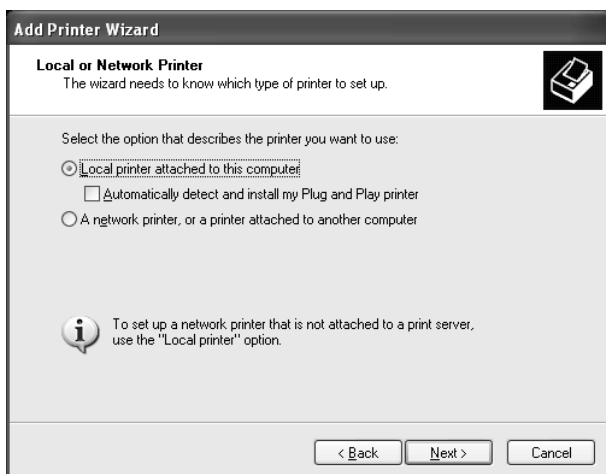 Add Printer Wizard
Local or Network Printer
The wizard needs to know which type of printer to set up.
Select the option that describes the printer you want to use:
Local printer attached to this computer
Automatically detect and install my Plug and Play printer
A network printer, or a printer attached to another computer
To set up a network printer that is not attached to a print server,
use the "Local printer" option.
< Back Next > Cancel